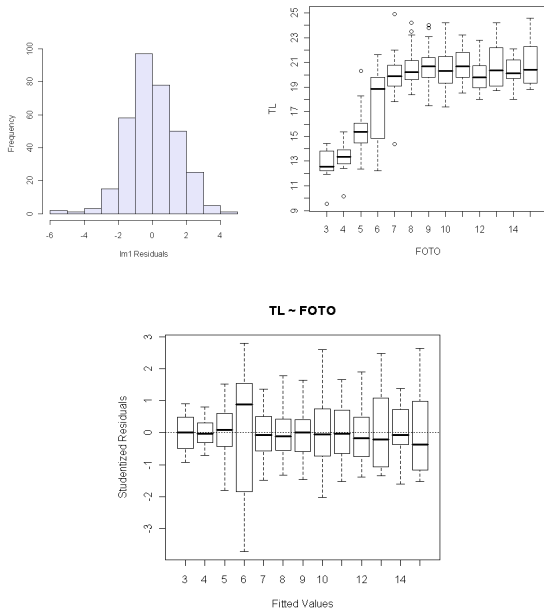 100
80
60
40
20
0
Frequency
-6 -4 -2 0 2 4
lm1 Residuals
25
23
21
19
17
15
13
11
9
TL
3 4 5 6 7 8 9 10 12 14
FOTO
TL ~ FOTO
3
2
1
0
-1
-2
-3
Studentized Residuals
3 4 5 6 7 8 9 10 12 14
Fitted Values